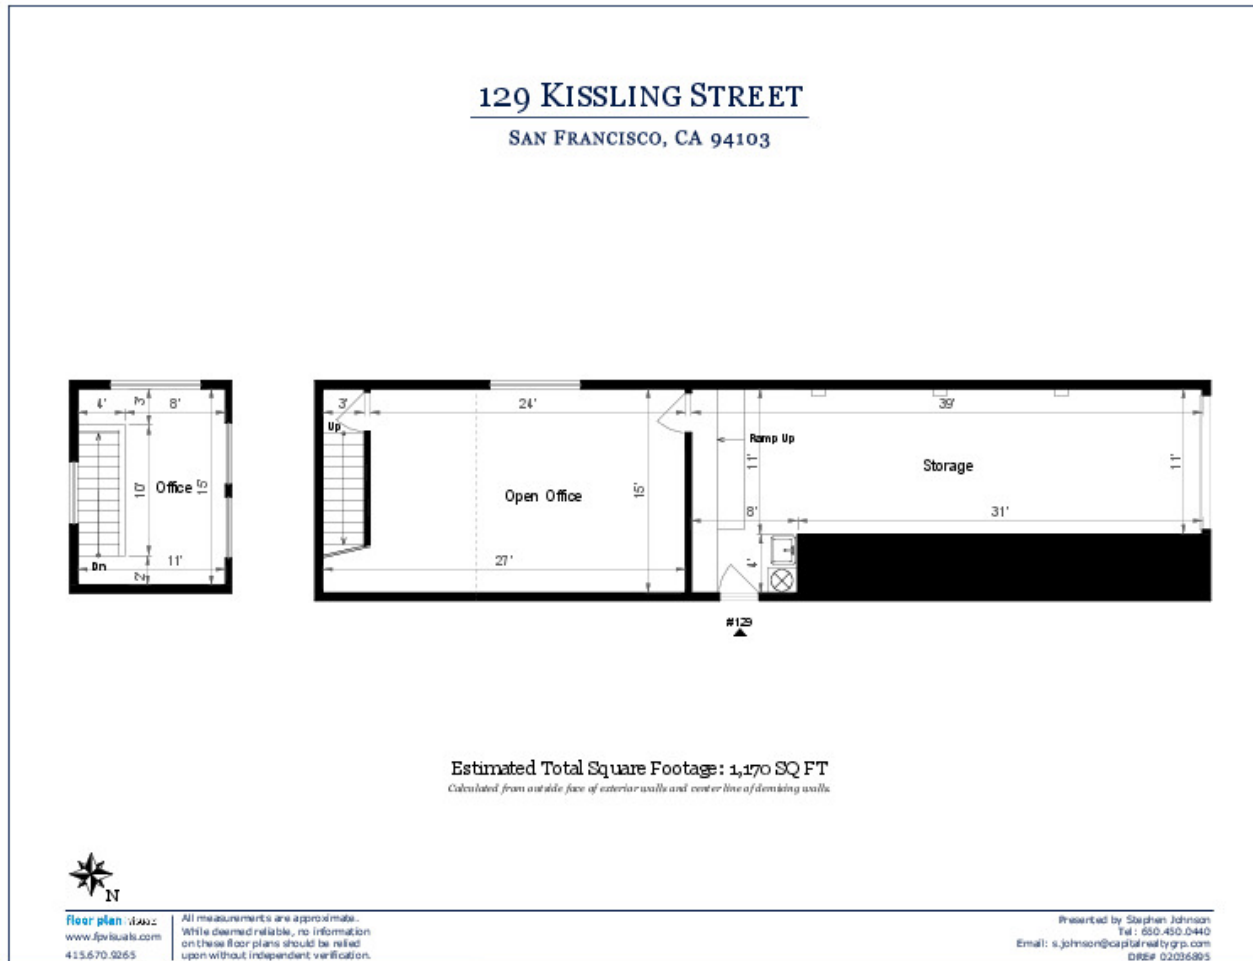 129 Kissling Street
San Francisco, CA 94103
4'
3'
8'
10'
Office
15'
Dn
11'
2'
3'
24'
Up
Open Office
15'
27'
39'
Ramp Up
11'
Storage
11'
8'
31'
4'
#129
Estimated Total Square Footage: 1,170 SQ FT
Calculated from outside face of exterior walls and center line of demising walls.
N
floor plan visuals
www.fpvisuals.com
415.670.9265
All measurements are approximate.
While deemed reliable, no information
on these floor plans should be relied
upon without independent verification.
Presented by Stephen Johnson
Tel: 650.450.0440
Email: s.johnson@capitalrealtygrp.com
DRE# 02036895